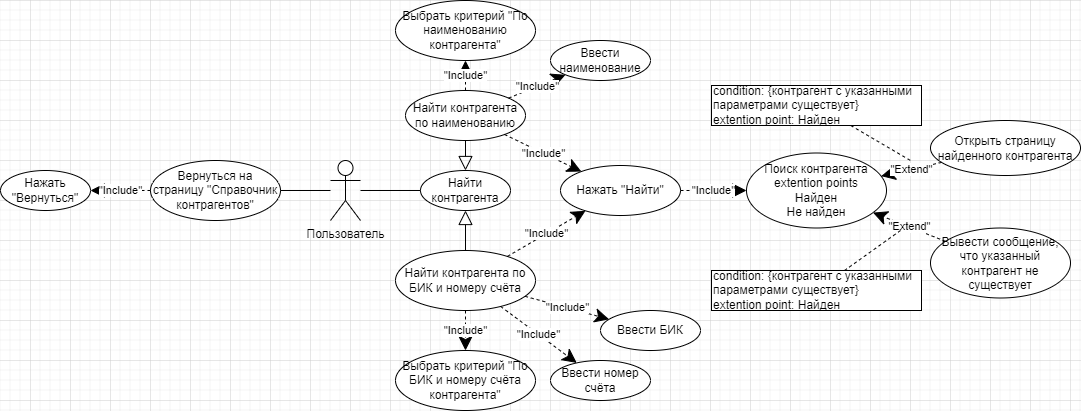 Выбрать критерий "По
наименованию
контрагента"
"Include"
Ввести
наименование
"Include"
Найти контрагента
по наименованию
"Include"
condition: {контрагент с указанными
параметрами существует}
extention point: Найден
Открыть страницу
найденного контрагента
"Extend"
Нажать
"Вернуться"
"Include"
Вернуться на
страницу "Справочник
контрагентов"
Пользователь
Найти
контрагента
Нажать "Найти"
"Include"
Поиск контрагента
extention points
Найден
Не найден
"Include"
"Extend"
Вывести сообщение,
что указанный
контрагент не
существует
Найти контрагента по
БИК и номеру счёта
condition: {контрагент с указанными
параметрами существует}
extention point: Найден
"Include"
Ввести БИК
"Include"
"Include"
Выбрать критерий "По
БИК и номеру счёта
контрагента"
Ввести номер
счёта